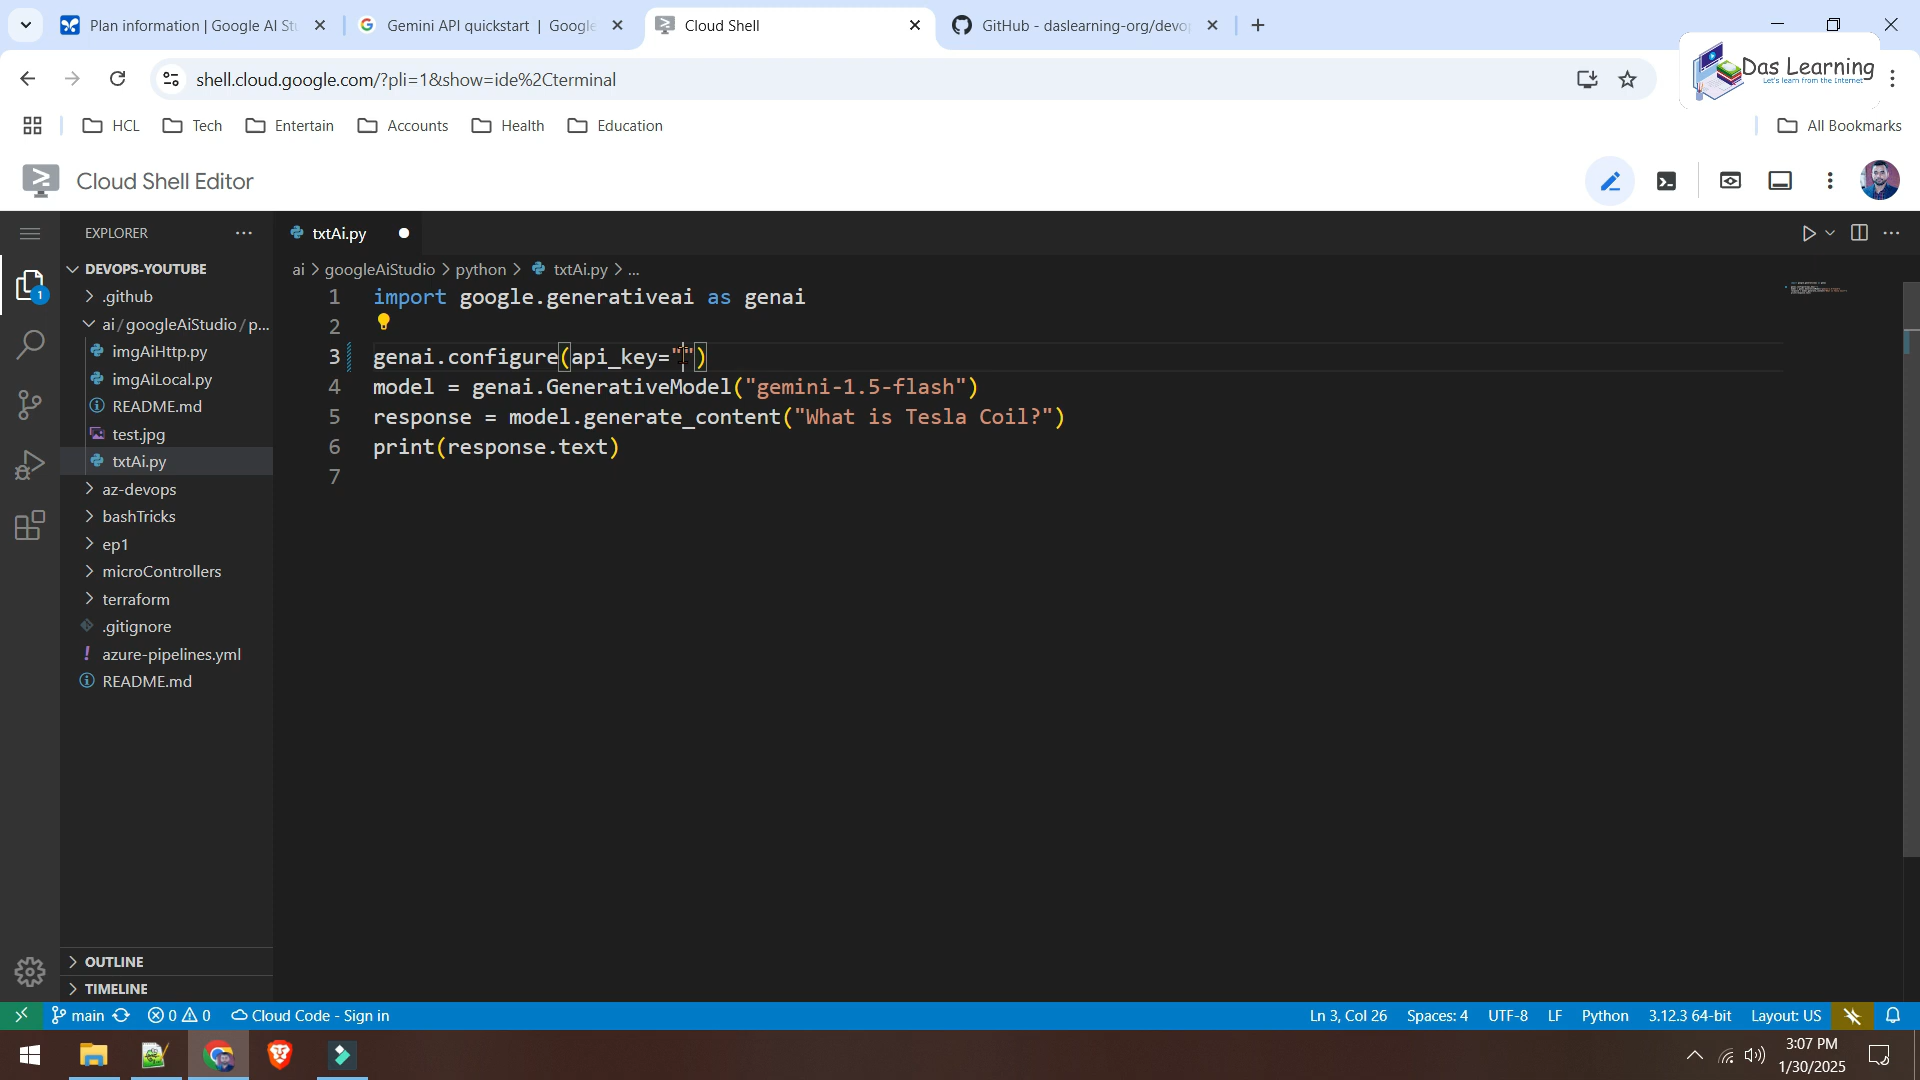 Plan information | Google AI Stu
Gemini API quickstart | Google
Cloud Shell
GitHub - daslearning-org/devop
shell.cloud.google.com/?pli=1&show=ide%2Cterminal
Das Learning
Let's learn from the Internet
HCL
Tech
Entertain
Accounts
Health
Education
All Bookmarks
Cloud Shell Editor
EXPLORER
txtAi.py
DEVOPS-YOUTUBE
ai > googleAiStudio > python > txtAi.py > ...
.github
ai/googleAiStudio/p...
imgAiHttp.py
imgAiLocal.py
README.md
test.jpg
txtAi.py
az-devops
bashTricks
ep1
microControllers
terraform
.gitignore
azure-pipelines.yml
README.md
1 import google.generativeai as genai
2
3 genai.configure(api_key="")
4 model = genai.GenerativeModel("gemini-1.5-flash")
5 response = model.generate_content("What is Tesla Coil?")
6 print(response.text)
7
OUTLINE
TIMELINE
main 0 0 Cloud Code - Sign in
Ln 3, Col 26 Spaces: 4 UTF-8 LF Python 3.12.3 64-bit Layout: US
3:07 PM
1/30/2025